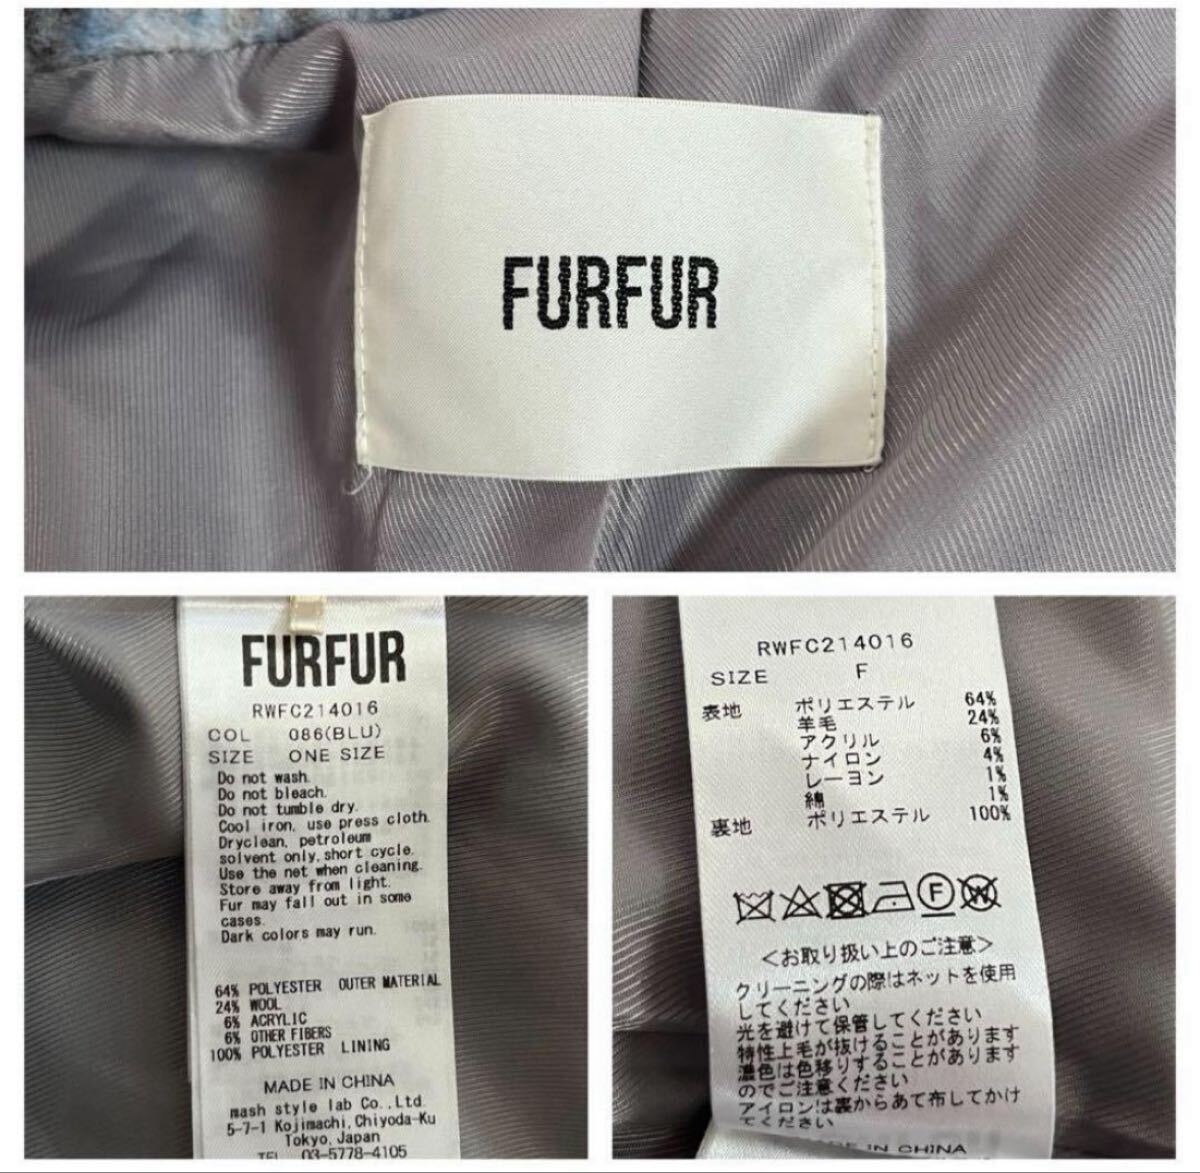 FURFUR
FURFUR
RWFC214016
COL 086(BLU)
SIZE ONE SIZE
Do not wash.
Do not bleach.
Do not tumble dry.
Cool iron, use press cloth.
Dryclean, petroleum
solvent only, short cycle.
Use the net when cleaning.
Store away from light.
Fur may fall out in some
cases.
Dark colors may run.
64% POLYESTER OUTER MATERIAL
24% WOOL
6% ACRYLIC
6% OTHER FIBERS
100% POLYESTER LINING
MADE IN CHINA
mash style lab Co.,Ltd.
5-7-1 Kojimachi,Chiyoda-Ku
Tokyo,Japan
TEL 03-5778-4105
RWFC214016
SIZE F
表地 ポリエステル 64%
羊毛 24%
アクリル 6%
ナイロン 4%
レーヨン 1%
綿 1%
裏地 ポリエステル 100%
F W
<お取り扱い上のご注意>
クリーニングの際はネットを使用
してください
光を避けて保管してください
特性上毛が抜けることがあります
濃色は色移りすることがあります
のでご注意ください
アイロンは裏からあて布してかけ
てください
IN CHINA